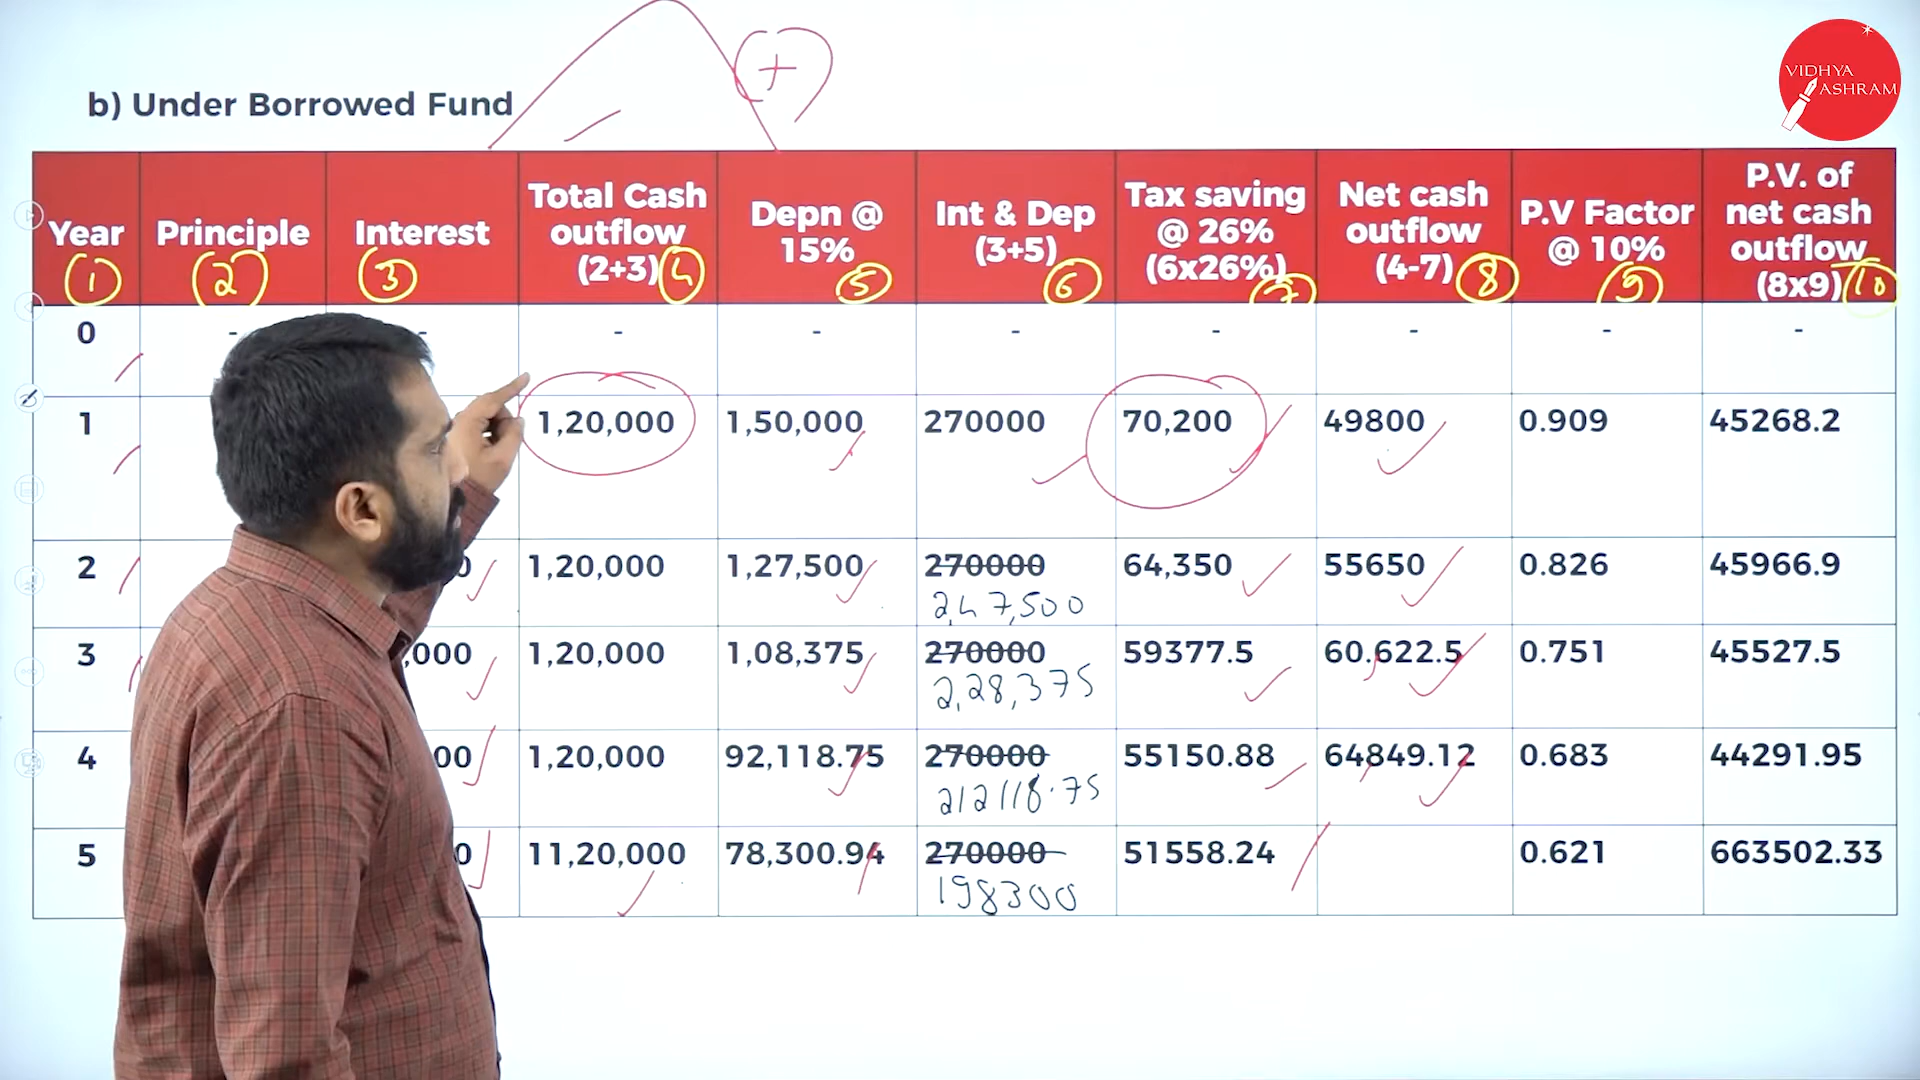 VIDHYA
ASHRAM
b) Under Borrowed Fund
+
Year
1
Principle
2
Interest
3
Total Cash
outflow
(2+3)
4
Depn @
15%
5
Int & Dep
(3+5)
6
Tax saving
@ 26%
(6x26%)
7
Net cash
outflow
(4-7)
8
P.V Factor
@ 10%
9
P.V. of
net cash
outflow
(8x9)
10
0 - - - - - - - - -
1 1,20,000 1,50,000 270000 70,200 49800 0.909 45268.2
2 0 1,20,000 1,27,500 270000 64,350 55650 0.826 45966.9
2,47,500
3 ,000 1,20,000 1,08,375 270000 59377.5 60.622.5 0.751 45527.5
2,28,375
4 00 1,20,000 92,118.75 270000 55150.88 64849.12 0.683 44291.95
212118.75
5 0 11,20,000 78,300.94 270000 51558.24 0.621 663502.33
198300